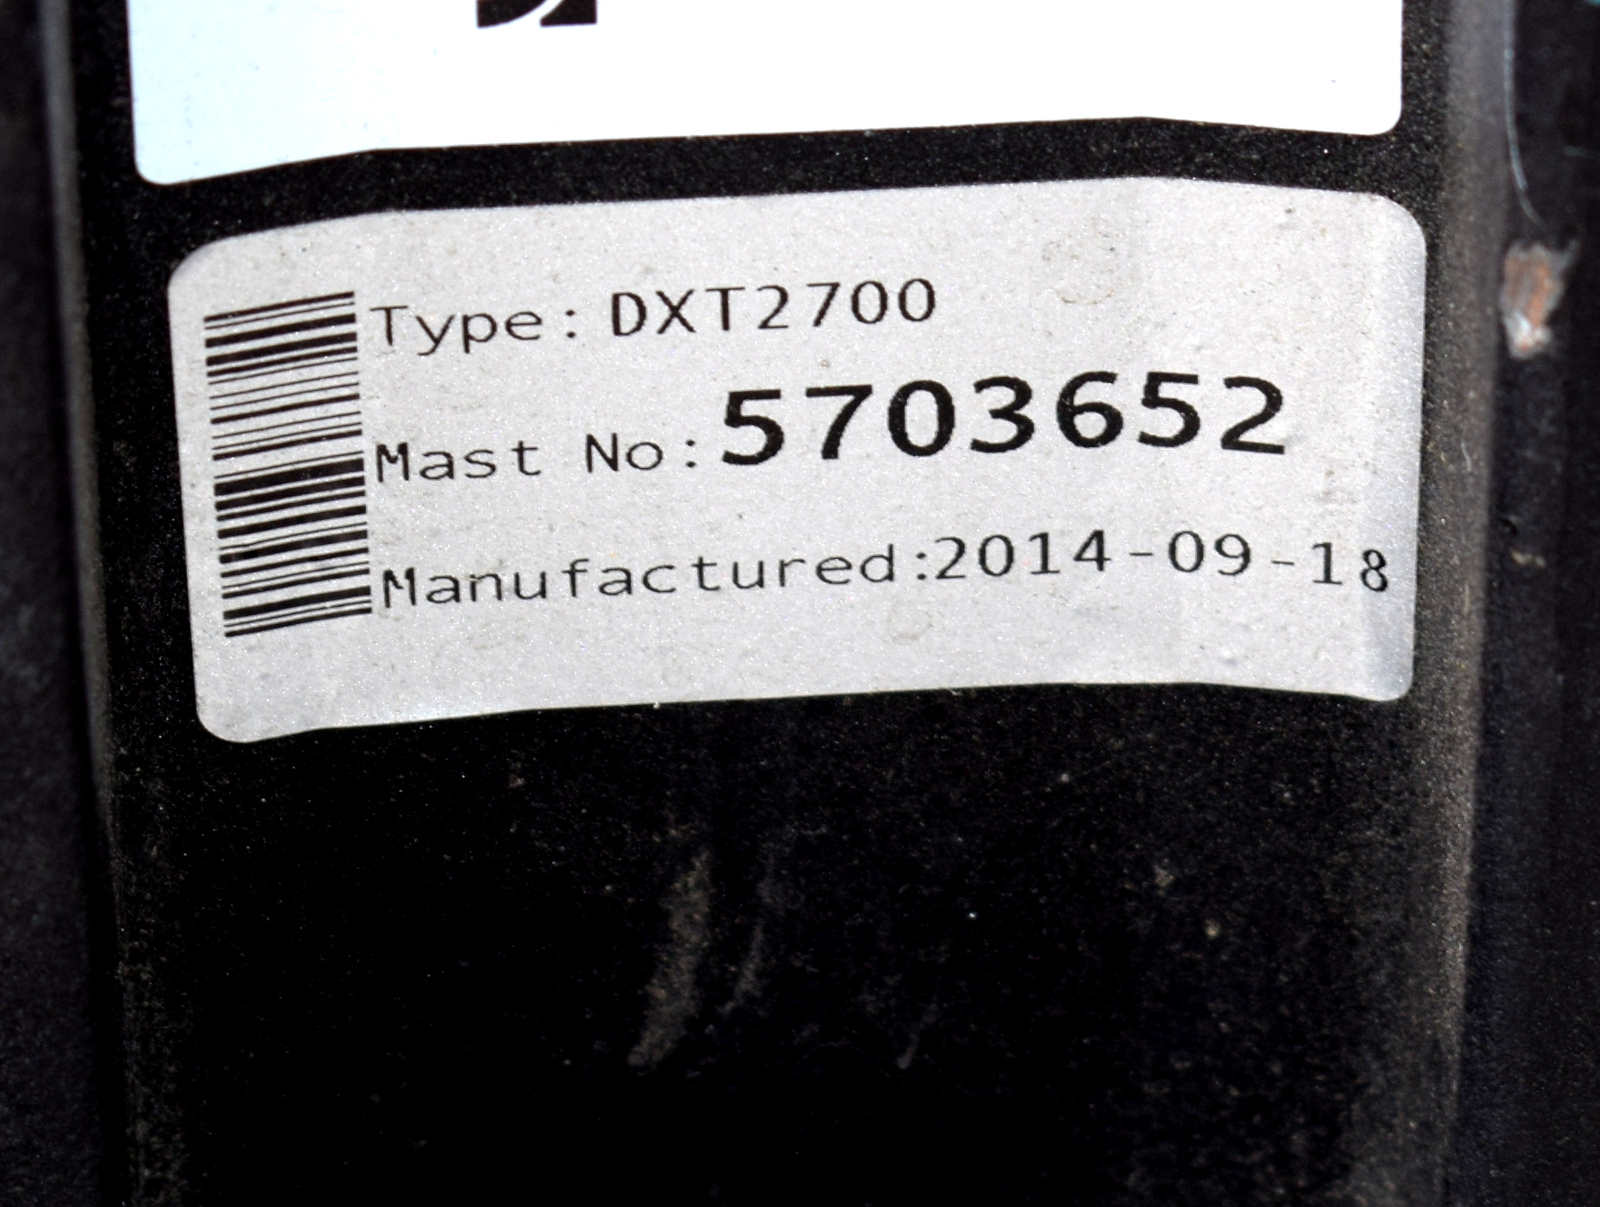 Type: DXT2700
Mast No: 5703652
Manufactured:2014-09-18